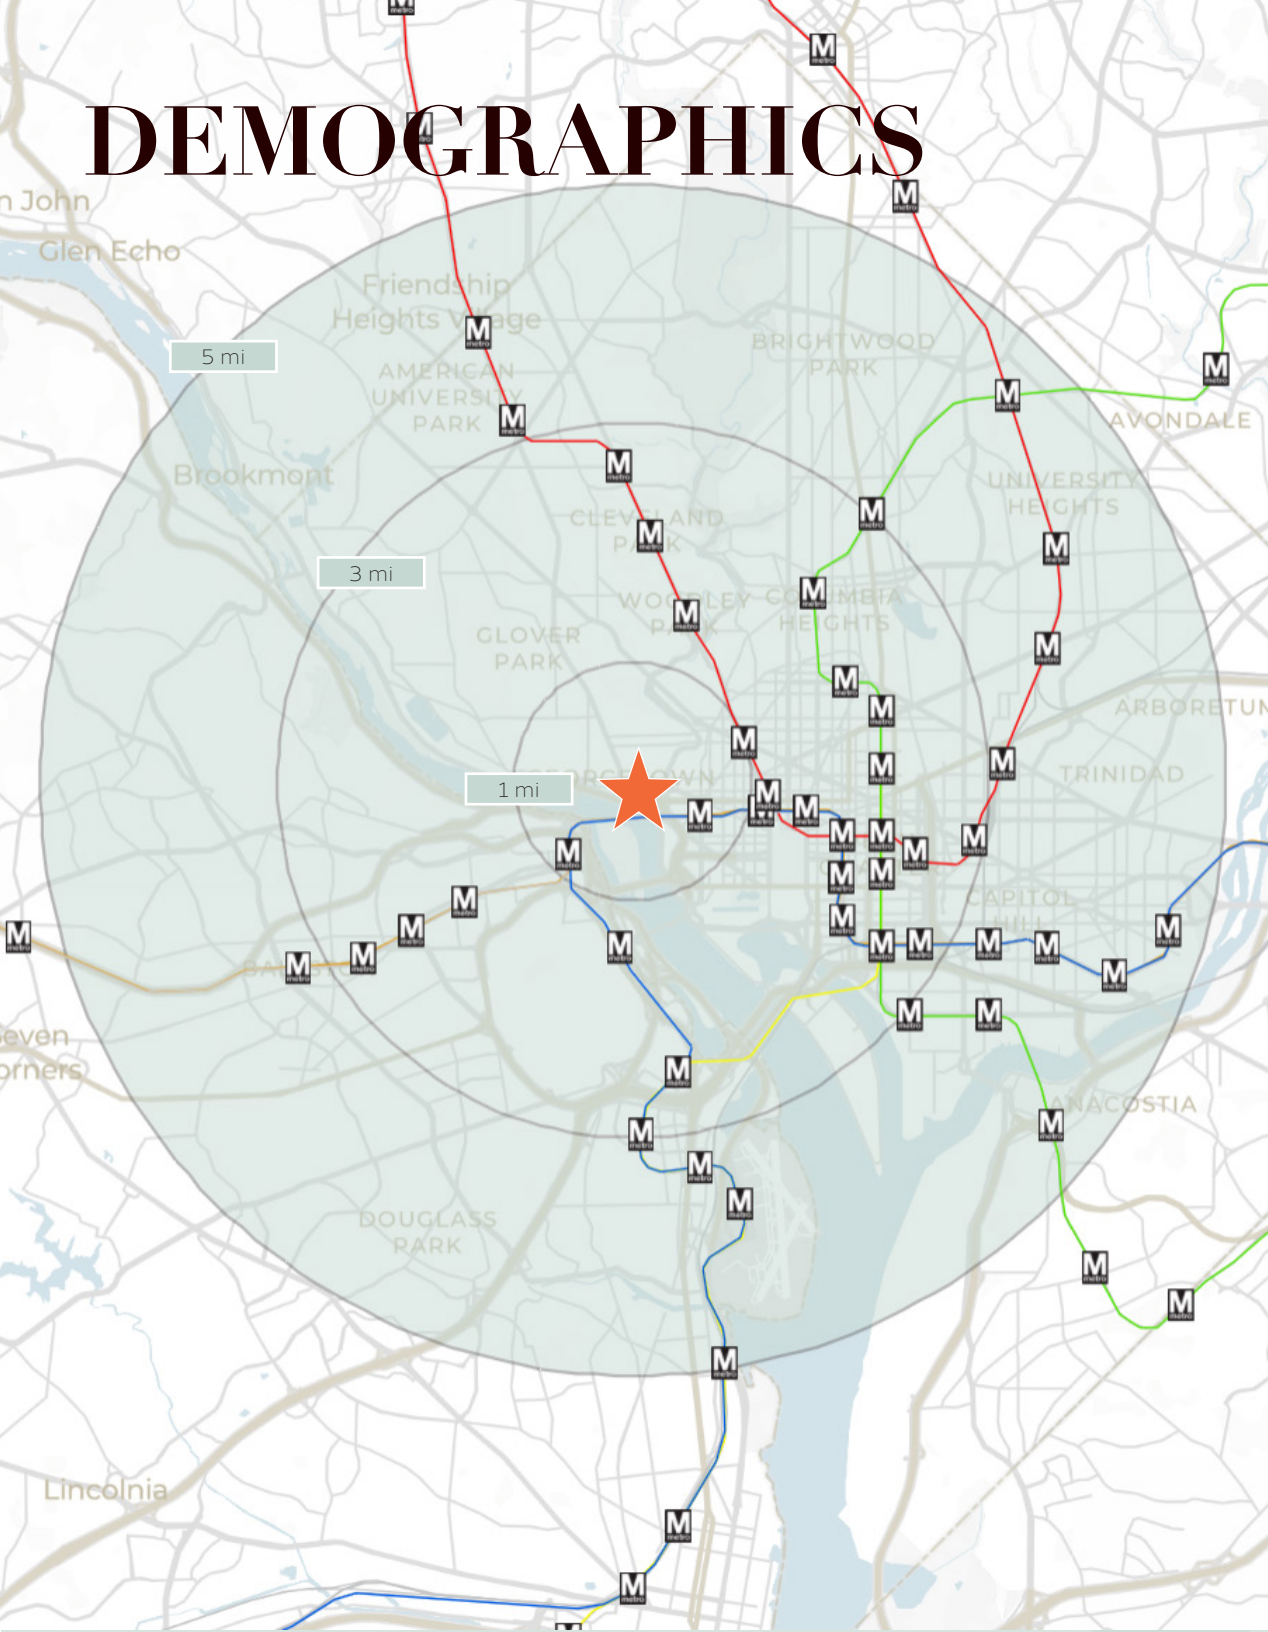 DEMOGRAPHICS
n John
Glen Echo
Friendship
Heights Village
5 mi
BRIGHTWOOD
PARK
AMERICAN
UNIVERSITY
PARK
AVONDALE
Brookmont
UNIVERSITY
HEIGHTS
CLEVELAND
PARK
3 mi
WOODLEY
PARK
COLUMBIA
HEIGHTS
GLOVER
PARK
ARBORETUM
GEORGETOWN
TRINIDAD
1 mi
CAPITOL
HILL
even
orners
ANACOSTIA
DOUGLASS
PARK
Lincolnia
M
metro